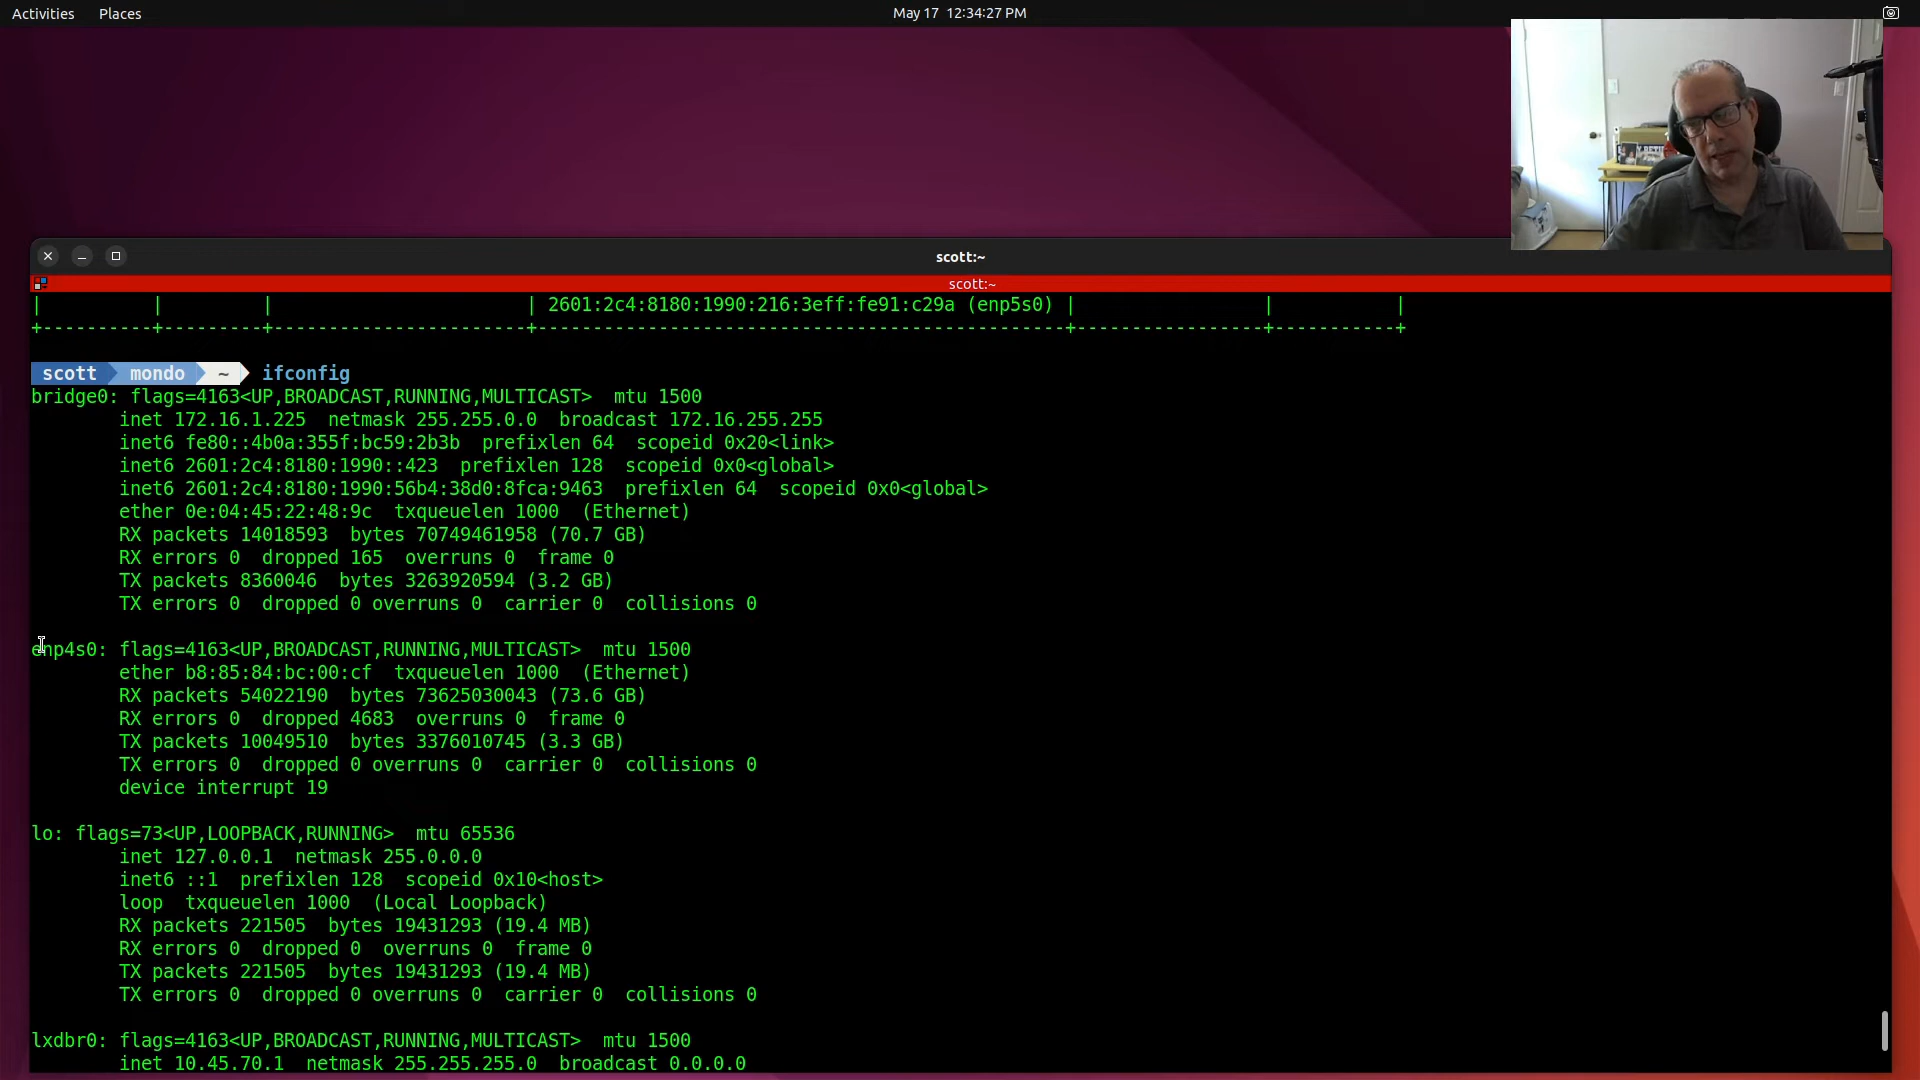 Activities Places May 17 12:34:27 PM
scott:~
scott:~
| | | | 2601:2c4:8180:1990:216:3eff:fe91:c29a (enp5s0) | | |
+----------+---------+-----------------------+------------------------------------------------+-----------------+-----------+
scott mondo ~ ifconfig
bridge0: flags=4163<UP,BROADCAST,RUNNING,MULTICAST> mtu 1500
inet 172.16.1.225 netmask 255.255.0.0 broadcast 172.16.255.255
inet6 fe80::4b0a:355f:bc59:2b3b prefixlen 64 scopeid 0x20<link>
inet6 2601:2c4:8180:1990::423 prefixlen 128 scopeid 0x0<global>
inet6 2601:2c4:8180:1990:56b4:38d0:8fca:9463 prefixlen 64 scopeid 0x0<global>
ether 0e:04:45:22:48:9c txqueuelen 1000 (Ethernet)
RX packets 14018593 bytes 70749461958 (70.7 GB)
RX errors 0 dropped 165 overruns 0 frame 0
TX packets 8360046 bytes 3263920594 (3.2 GB)
TX errors 0 dropped 0 overruns 0 carrier 0 collisions 0
enp4s0: flags=4163<UP,BROADCAST,RUNNING,MULTICAST> mtu 1500
ether b8:85:84:bc:00:cf txqueuelen 1000 (Ethernet)
RX packets 54022190 bytes 73625030043 (73.6 GB)
RX errors 0 dropped 4683 overruns 0 frame 0
TX packets 10049510 bytes 3376010745 (3.3 GB)
TX errors 0 dropped 0 overruns 0 carrier 0 collisions 0
device interrupt 19
lo: flags=73<UP,LOOPBACK,RUNNING> mtu 65536
inet 127.0.0.1 netmask 255.0.0.0
inet6 ::1 prefixlen 128 scopeid 0x10<host>
loop txqueuelen 1000 (Local Loopback)
RX packets 221505 bytes 19431293 (19.4 MB)
RX errors 0 dropped 0 overruns 0 frame 0
TX packets 221505 bytes 19431293 (19.4 MB)
TX errors 0 dropped 0 overruns 0 carrier 0 collisions 0
lxdbr0: flags=4163<UP,BROADCAST,RUNNING,MULTICAST> mtu 1500
inet 10.45.70.1 netmask 255.255.255.0 broadcast 0.0.0.0